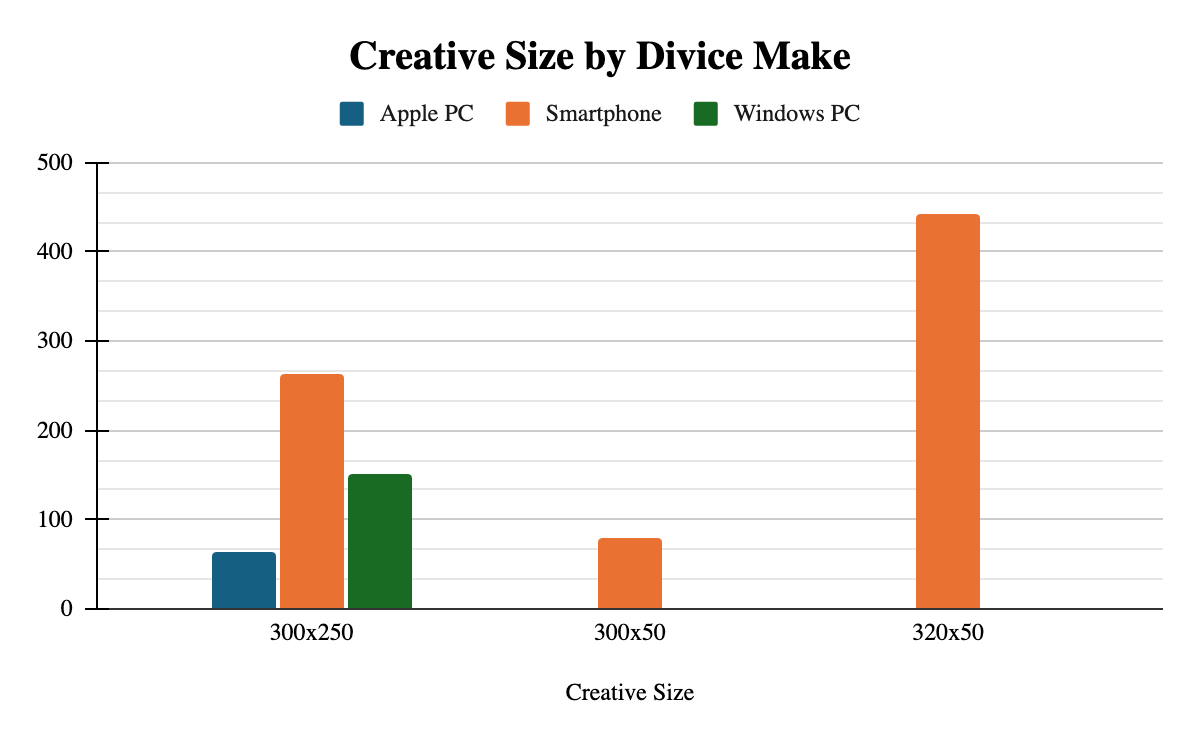 Creative Size by Divice Make
Apple PC Smartphone Windows PC
500
400
300
200
100
0
300x250 300x50 320x50
Creative Size